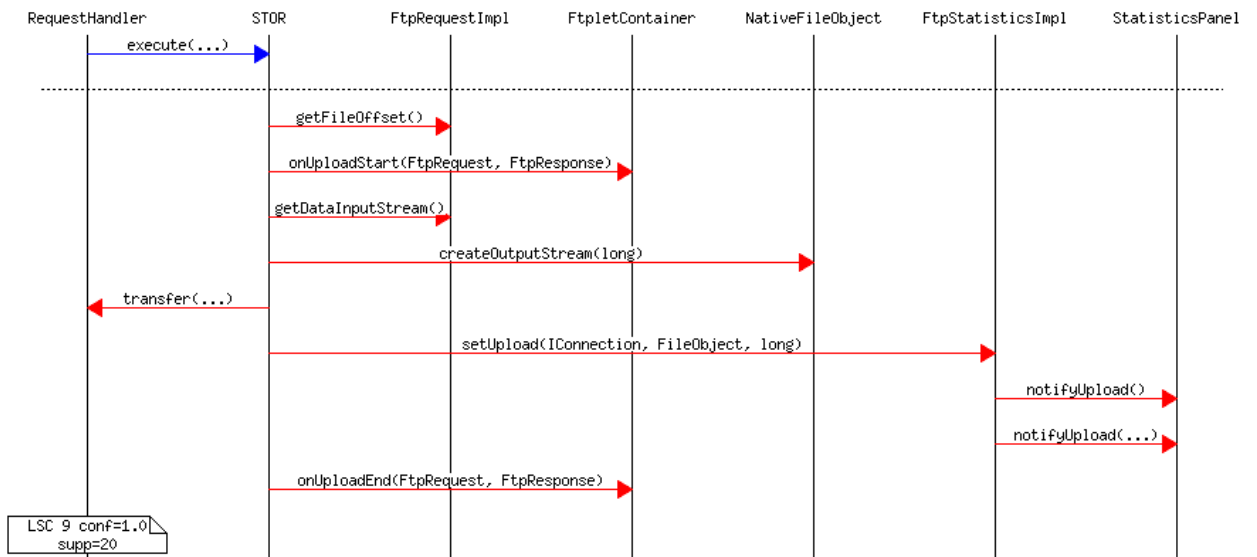 RequestHandler STOR FtpRequestImpl FtpletContainer NativeFileObject FtpStatisticsImpl StatisticsPanel
execute(...)
getFileOffset()
onUploadStart(FtpRequest, FtpResponse)
getDataInputStream()
createOutputStream(long)
transfer(...)
setUpload(IConnection, FileObject, long)
notifyUpload()
notifyUpload(...)
onUploadEnd(FtpRequest, FtpResponse)
LSC 9 conf=1.0
supp=20